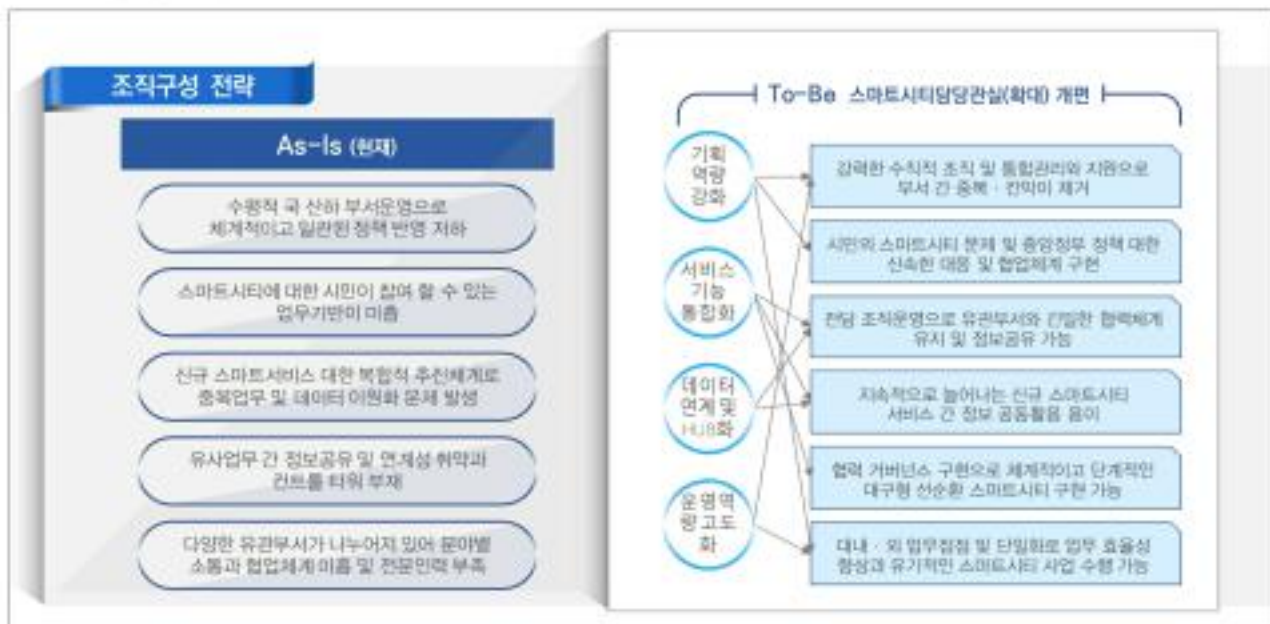 조직구성 전략
As-Is (현재)
수평적 국 산하 부서운영으로
체계적이고 일관된 정책 반영 저하
스마트시티에 대한 시민이 참여 할 수 있는
업무기반이 미흡
신규 스마트서비스 대한 복합적 추진체계로
중복업무 및 데이터 이원화 문제 발생
유사업무 간 정보공유 및 연계성 취약과
컨트롤 타워 부재
다양한 유관부서가 나누어져 있어 분야별
소통과 협업체계 미흡 및 전문인력 부족
To-Be 스마트시티담당관실(확대) 개편
기획
역량
강화
서비스
기능
통합화
데이터
연계 및
HUB화
운영역
량 고도
화
강력한 수직적 조직 및 통합관리와 지원으로
부서 간 중복 · 칸막이 제거
시민의 스마트시티 문제 및 중앙정부 정책 대한
신속한 대응 및 협업체계 구현
전담 조직운영으로 유관부서와 긴밀한 협력체계
유지 및 정보공유 가능
지속적으로 늘어나는 신규 스마트시티
서비스 간 정보 공동활용 용이
협력 거버넌스 구현으로 체계적이고 단계적인
대구형 선순환 스마트시티 구현 가능
대내 · 외 업무접점 및 단일화로 업무 효율성
향상과 유기적인 스마트시티 사업 수행 가능